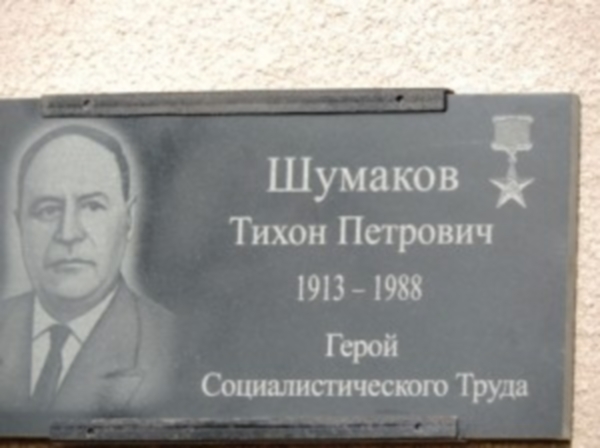 Шумаков
Тихон Петрович
1913 – 1988
Герой
Социалистического Труда